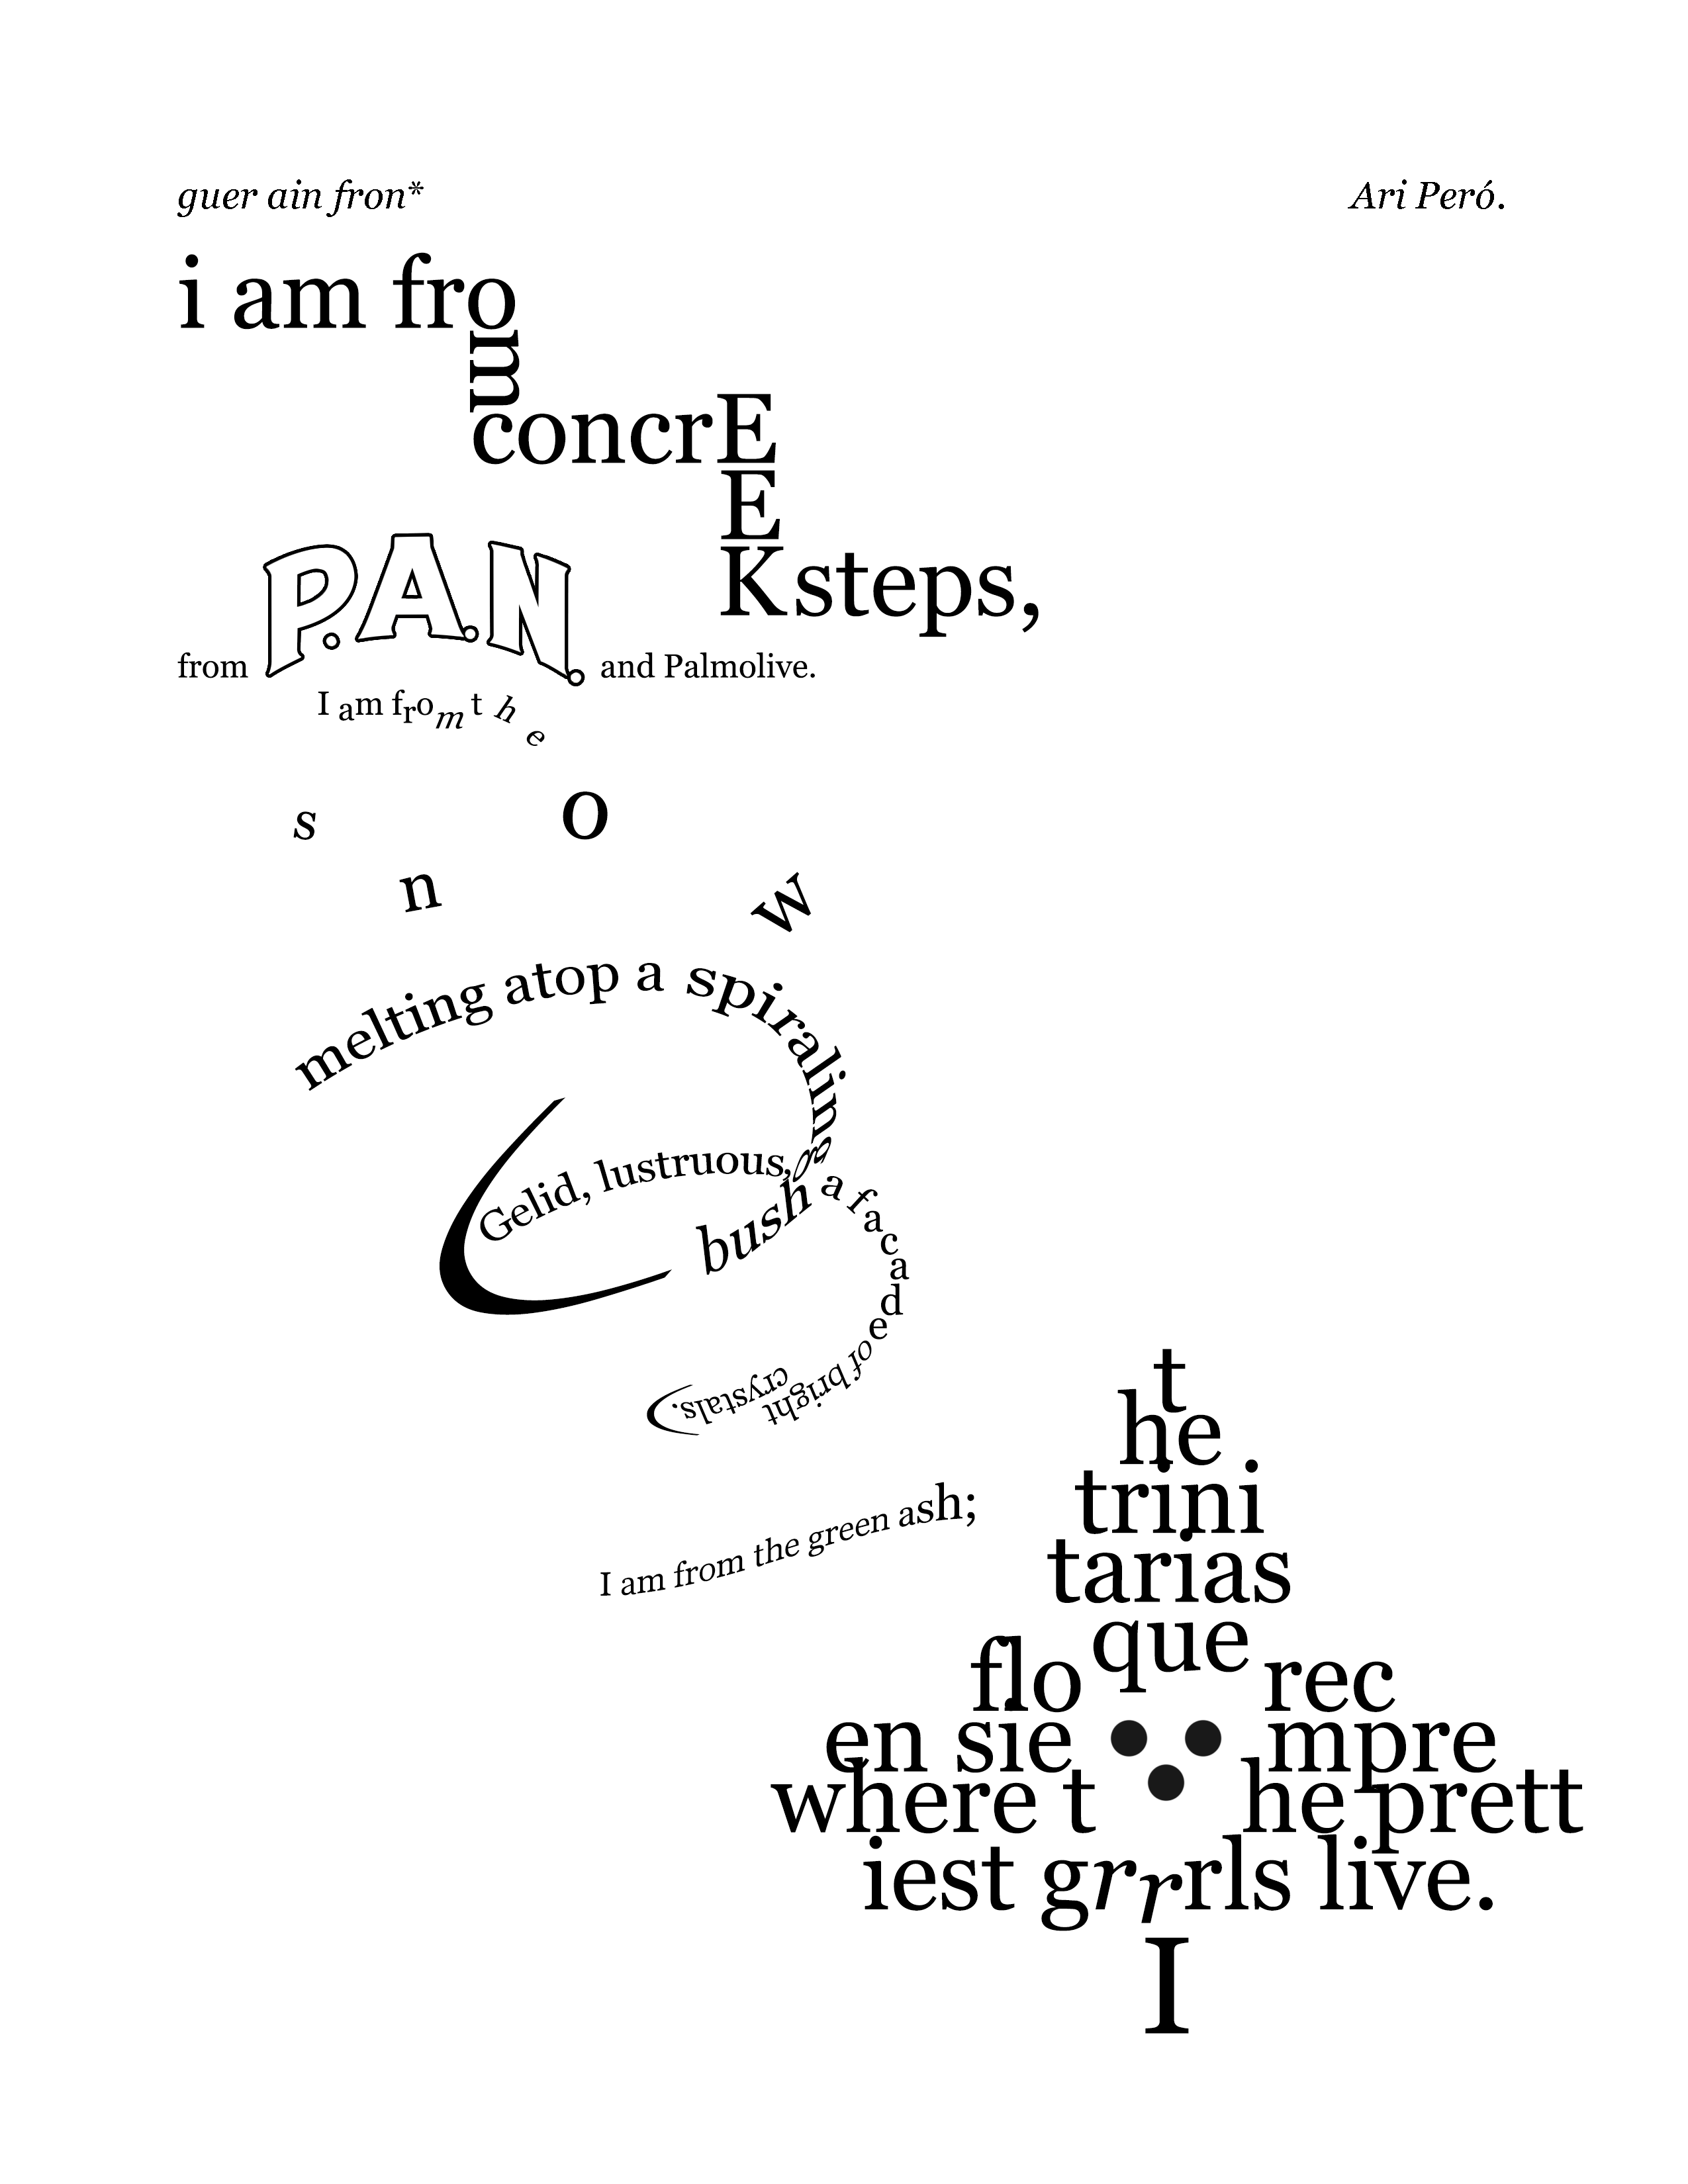 guer ain fron*
Ari Peró.
i am fro
m
concrE
E
Ksteps,
from P.A.N. and Palmolive.
I am from the
s n o w
melting atop a spiraling
bush
Gelid, lustruous,
a facade
of bright
crystals.
I am from the green ash;
t
he
trini
tarias
que
flo rec
en sie mpre
where t he prett
iest grrrls live.
I